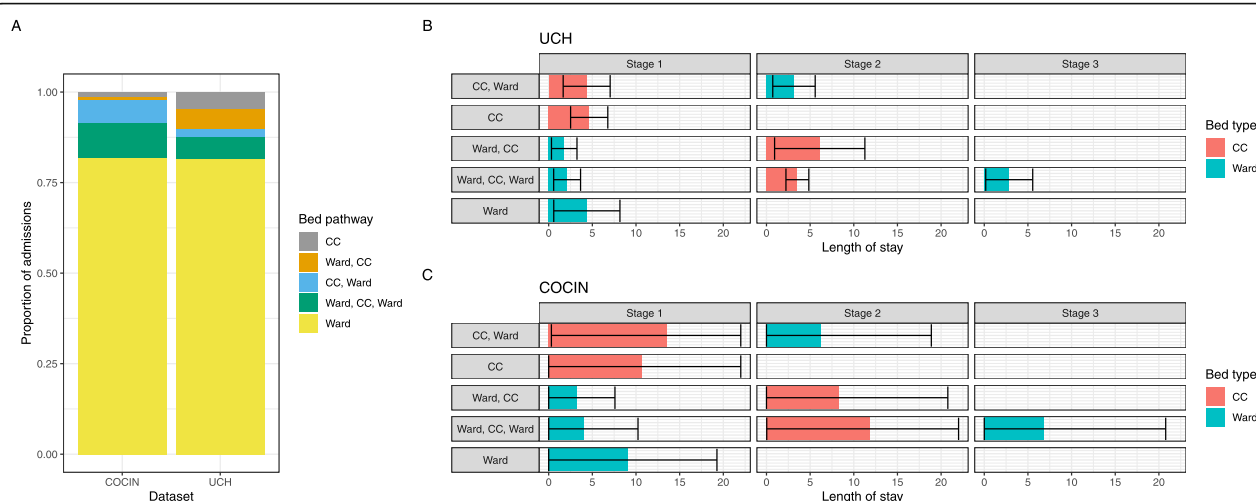 A
1.00
0.75
0.50
0.25
0.00
Proportion of admissions
COCIN UCH
Dataset
Bed pathway
CC
Ward, CC
CC, Ward
Ward, CC, Ward
Ward
B
UCH
Stage 1 Stage 2 Stage 3
CC, Ward
CC
Ward, CC
Ward, CC, Ward
Ward
0 5 10 15 20 0 5 10 15 20 0 5 10 15 20
Length of stay
Bed type
CC
Ward
C
COCIN
Stage 1 Stage 2 Stage 3
CC, Ward
CC
Ward, CC
Ward, CC, Ward
Ward
0 5 10 15 20 0 5 10 15 20 0 5 10 15 20
Length of stay
Bed type
CC
Ward